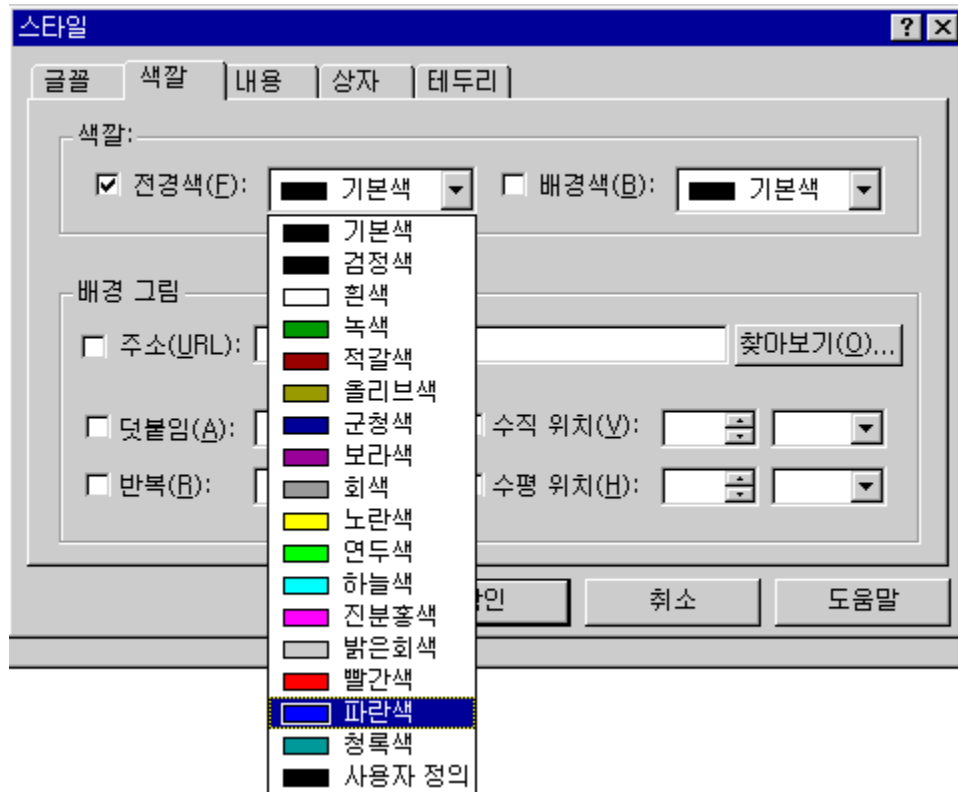 스타일
글꼴 색깔 내용 상자 테두리
색깔:
전경색(F): 기본색 배경색(B): 기본색
기본색
검정색
흰색
녹색
적갈색
올리브색
군청색
보라색
회색
노란색
연두색
하늘색
진분홍색
밝은회색
빨간색
파란색
청록색
사용자 정의
배경 그림
주소(URL): 찾아보기(O)...
덧붙임(A): 수직 위치(V):
반복(R): 수평 위치(H):
취소 도움말